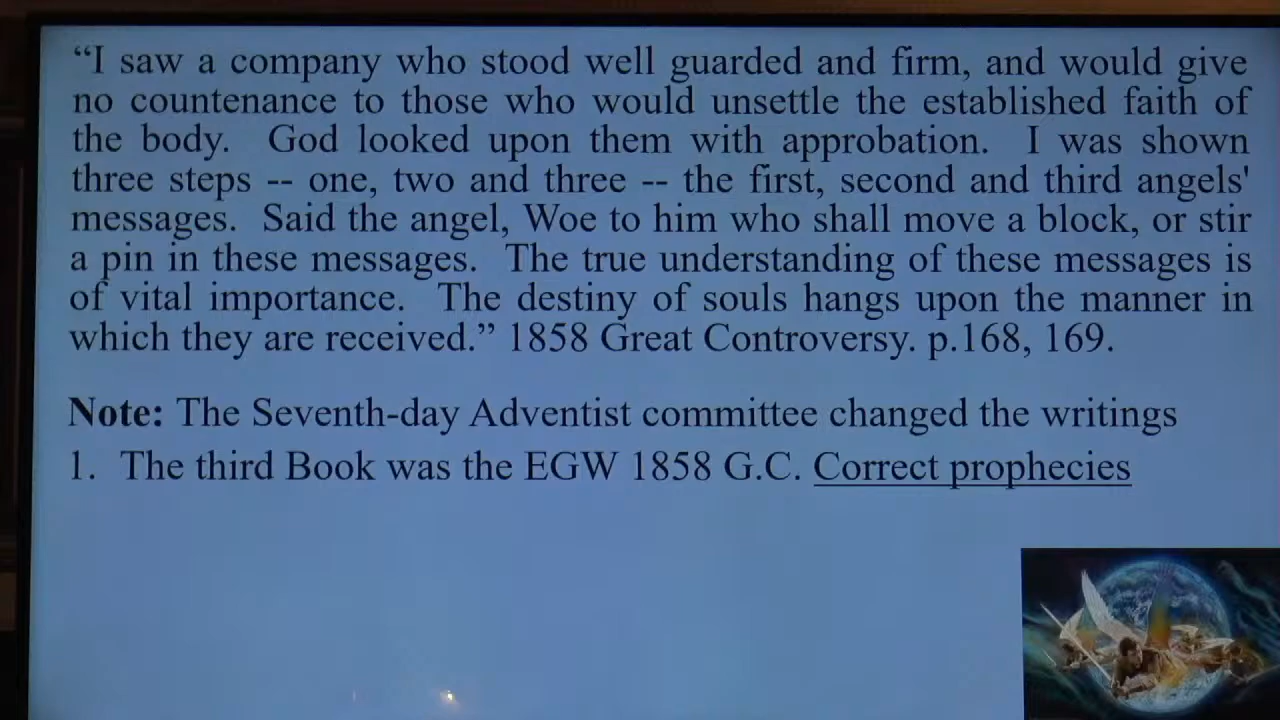 “I saw a company who stood well guarded and firm, and would give
no countenance to those who would unsettle the established faith of
the body.  God looked upon them with approbation.  I was shown
three steps -- one, two and three -- the first, second and third angels'
messages.  Said the angel, Woe to him who shall move a block, or stir
a pin in these messages.  The true understanding of these messages is
of vital importance.  The destiny of souls hangs upon the manner in
which they are received.” 1858 Great Controversy. p.168, 169.
Note: The Seventh-day Adventist committee changed the writings
1.  The third Book was the EGW 1858 G.C. Correct prophecies